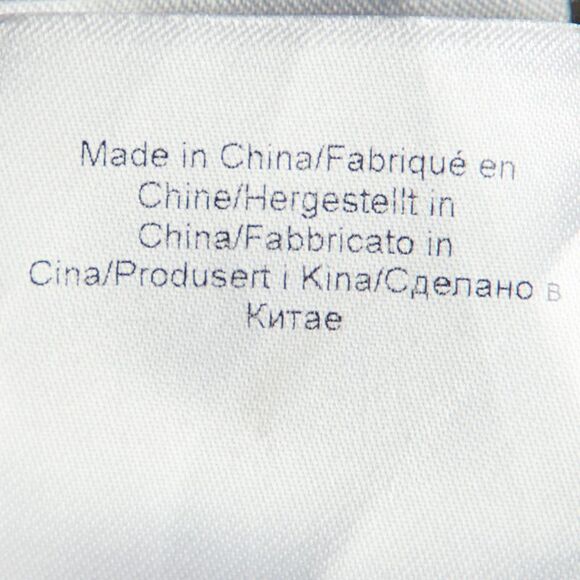 Made in China/Fabriqué en
Chine/Hergestellt in
China/Fabbricato in
Cina/Produsert i Kina/Сделано в
Китае